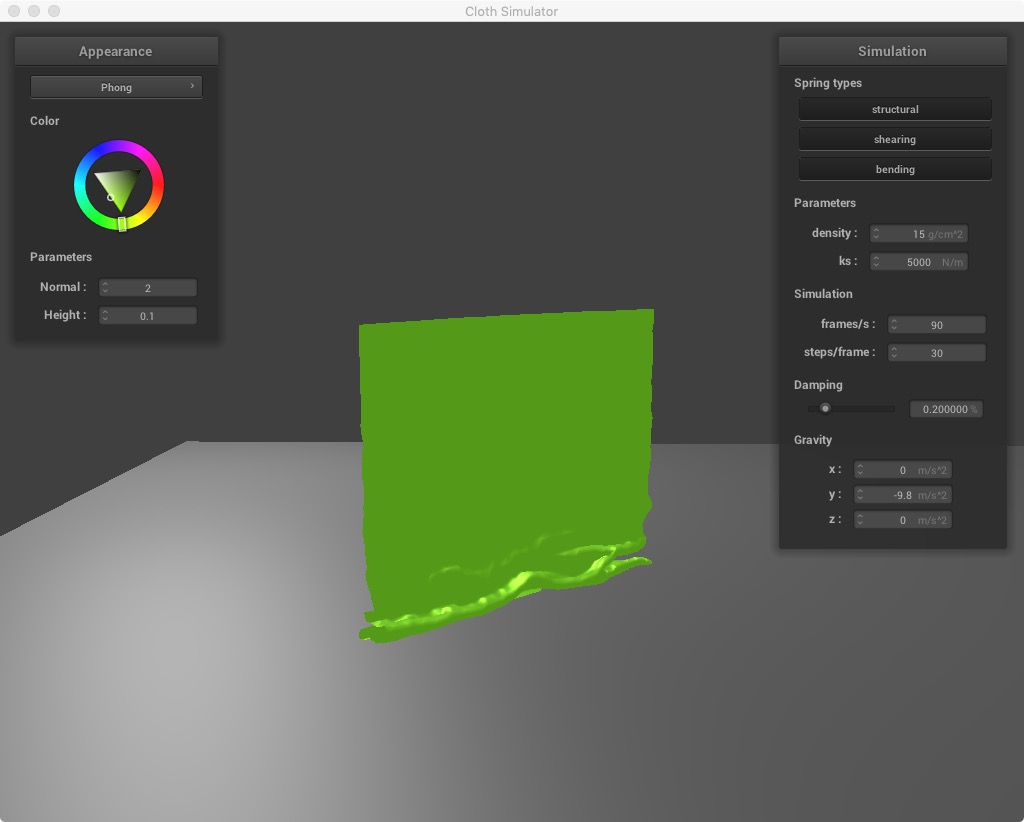 Cloth Simulator
Appearance
Phong
Color
Parameters
Normal : 2
Height : 0.1
Simulation
Spring types
structural
shearing
bending
Parameters
density : 15 g/cm^2
ks : 5000 N/m
Simulation
frames/s : 90
steps/frame : 30
Damping
0.200000 %
Gravity
x : 0 m/s^2
y : -9.8 m/s^2
z : 0 m/s^2